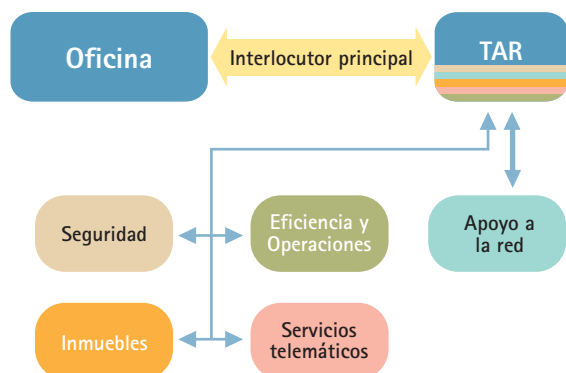 Oficina
Interlocutor principal
TAR
Seguridad
Eficiencia y
Operaciones
Apoyo a
la red
Inmuebles
Servicios
telemáticos